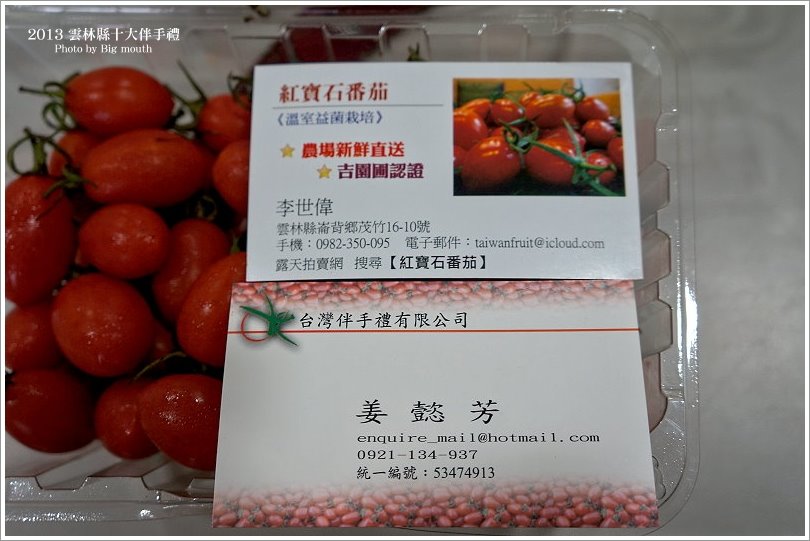 2013 雲林縣十大伴手禮
Photo by Big mouth
紅寶石番茄
《溫室益菌栽培》
農場新鮮直送
吉園圃認證
李世偉
雲林縣崙背鄉茂竹16-10號
手機：0982-350-095 電子郵件：taiwanfruit@icloud.com
露天拍賣網 搜尋【紅寶石番茄】
台灣伴手禮有限公司
姜懿芳
enquire_mail@hotmail.com
0921-134-937
統一編號：53474913